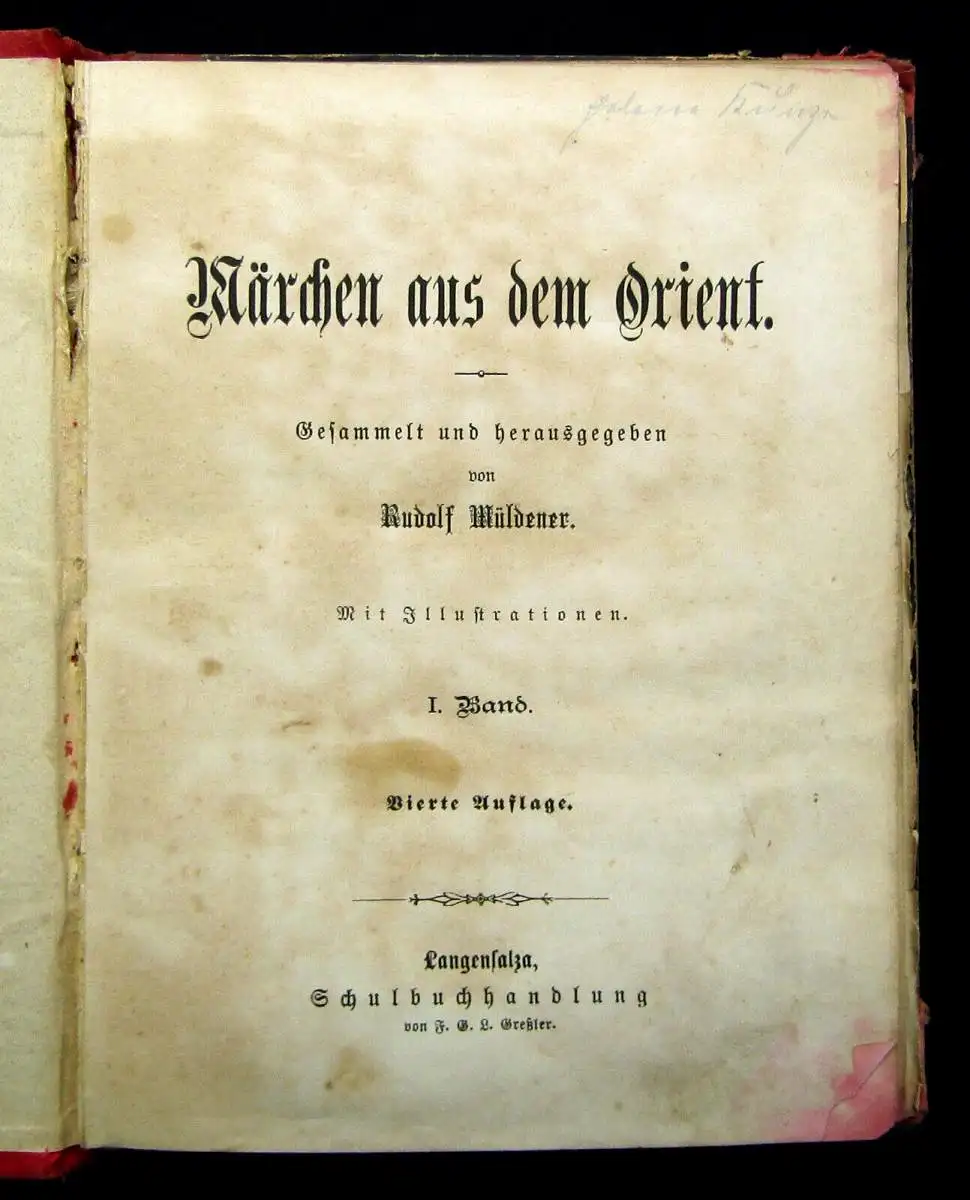 Märchen aus dem Orient.
Gesammelt und herausgegeben
von
Rudolf Müldener.
Mit Illustrationen.
I. Band.
Vierte Auflage.
Langensalza,
Schulbuchhandlung
von F. G. L. Greßler.